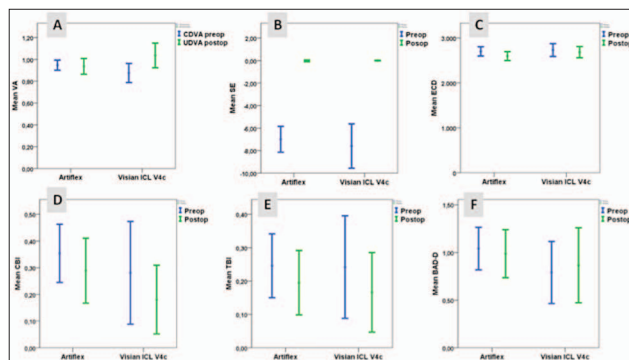 A
CDVA preop
UDVA postop
Mean VA
1,20
1,00
0,80
0,60
0,40
0,20
0,00
Artiflex
Visian ICL V4c
B
Preop
Posop
Mean SE
2,00
0,00
-2,00
-4,00
-6,00
-8,00
-10,00
Artiflex
Visian ICL V4c
C
Preop
Postop
Mean ECD
3.000
2.000
1.000
0
Artiflex
Visian ICL V4c
D
Preop
Postop
Mean CBI
0,50
0,40
0,30
0,20
0,10
0,00
Artiflex
Visian ICL V4c
E
Preop
Postop
Mean TBI
0,40
0,30
0,20
0,10
0,00
Artiflex
Visian ICL V4c
F
Preop
Postop
Mean BAD-D
1,50
1,00
0,50
0,00
Artiflex
Visian ICL V4c